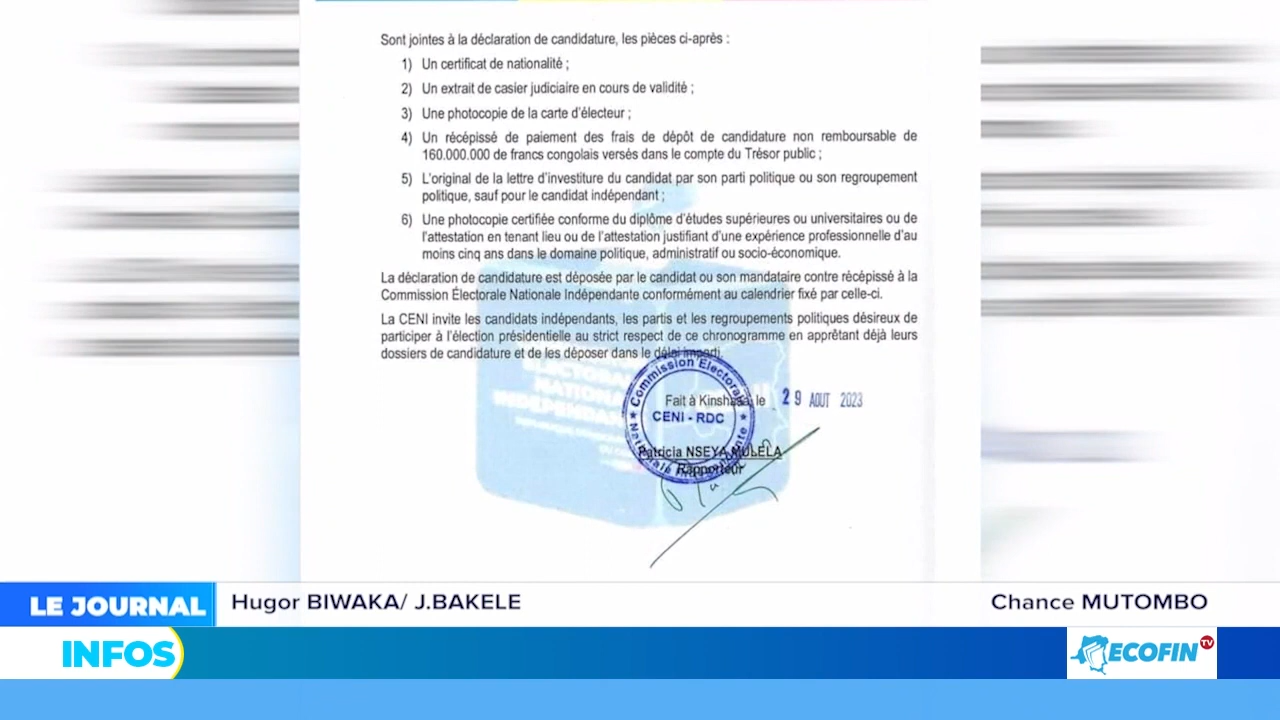 Sont jointes à la déclaration de candidature, les pièces ci-après :
1) Un certificat de nationalité ;
2) Un extrait de casier judiciaire en cours de validité ;
3) Une photocopie de la carte d'électeur ;
4) Un récépissé de paiement des frais de dépôt de candidature non remboursable de
160.000.000 de francs congolais versés dans le compte du Trésor public ;
5) L'original de la lettre d'investiture du candidat par son parti politique ou son regroupement
politique, sauf pour le candidat indépendant ;
6) Une photocopie certifiée conforme du diplôme d'études supérieures ou universitaires ou de
l'attestation en tenant lieu ou de l'attestation justifiant d'une expérience professionnelle d'au
moins cinq ans dans le domaine politique, administratif ou socio-économique.
La déclaration de candidature est déposée par le candidat ou son mandataire contre récépissé à la
Commission Électorale Nationale Indépendante conformément au calendrier fixé par celle-ci.
La CENI invite les candidats indépendants, les partis et les regroupements politiques désireux de
participer à l'élection présidentielle au strict respect de ce chronogramme en apprêtant déjà leurs
dossiers de candidature et de les déposer dans le délai imparti.
Commission Electorale
Fait à Kinshasa, le 29 AOUT 2023
CENI - RDC
Patricia NSEYA MULELA
Rapporteur
Nationale
LE JOURNAL
Hugor BIWAKA/ J.BAKELE
Chance MUTOMBO
INFOS
ECOFIN TV